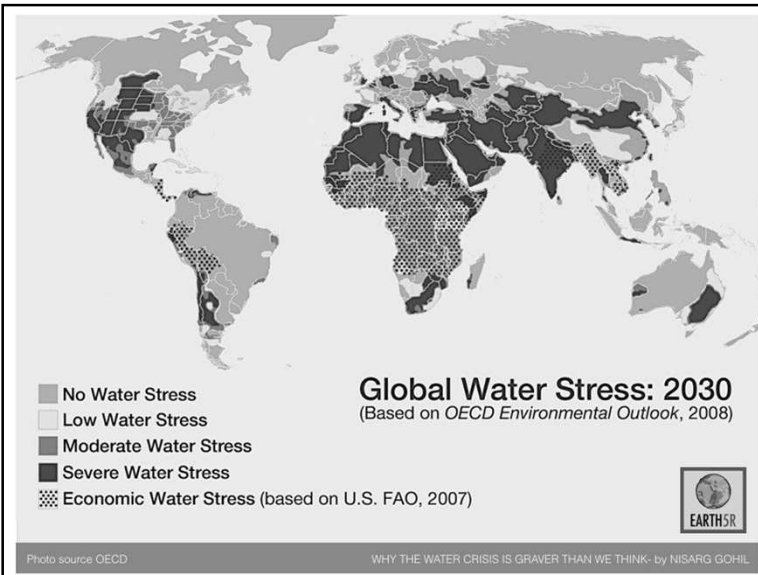 No Water Stress
Low Water Stress
Moderate Water Stress
Severe Water Stress
Economic Water Stress (based on U.S. FAO, 2007)
Global Water Stress: 2030
(Based on OECD Environmental Outlook, 2008)
EARTH5R
Photo source OECD
WHY THE WATER CRISIS IS GRAVER THAN WE THINK- by NISARG GOHIL